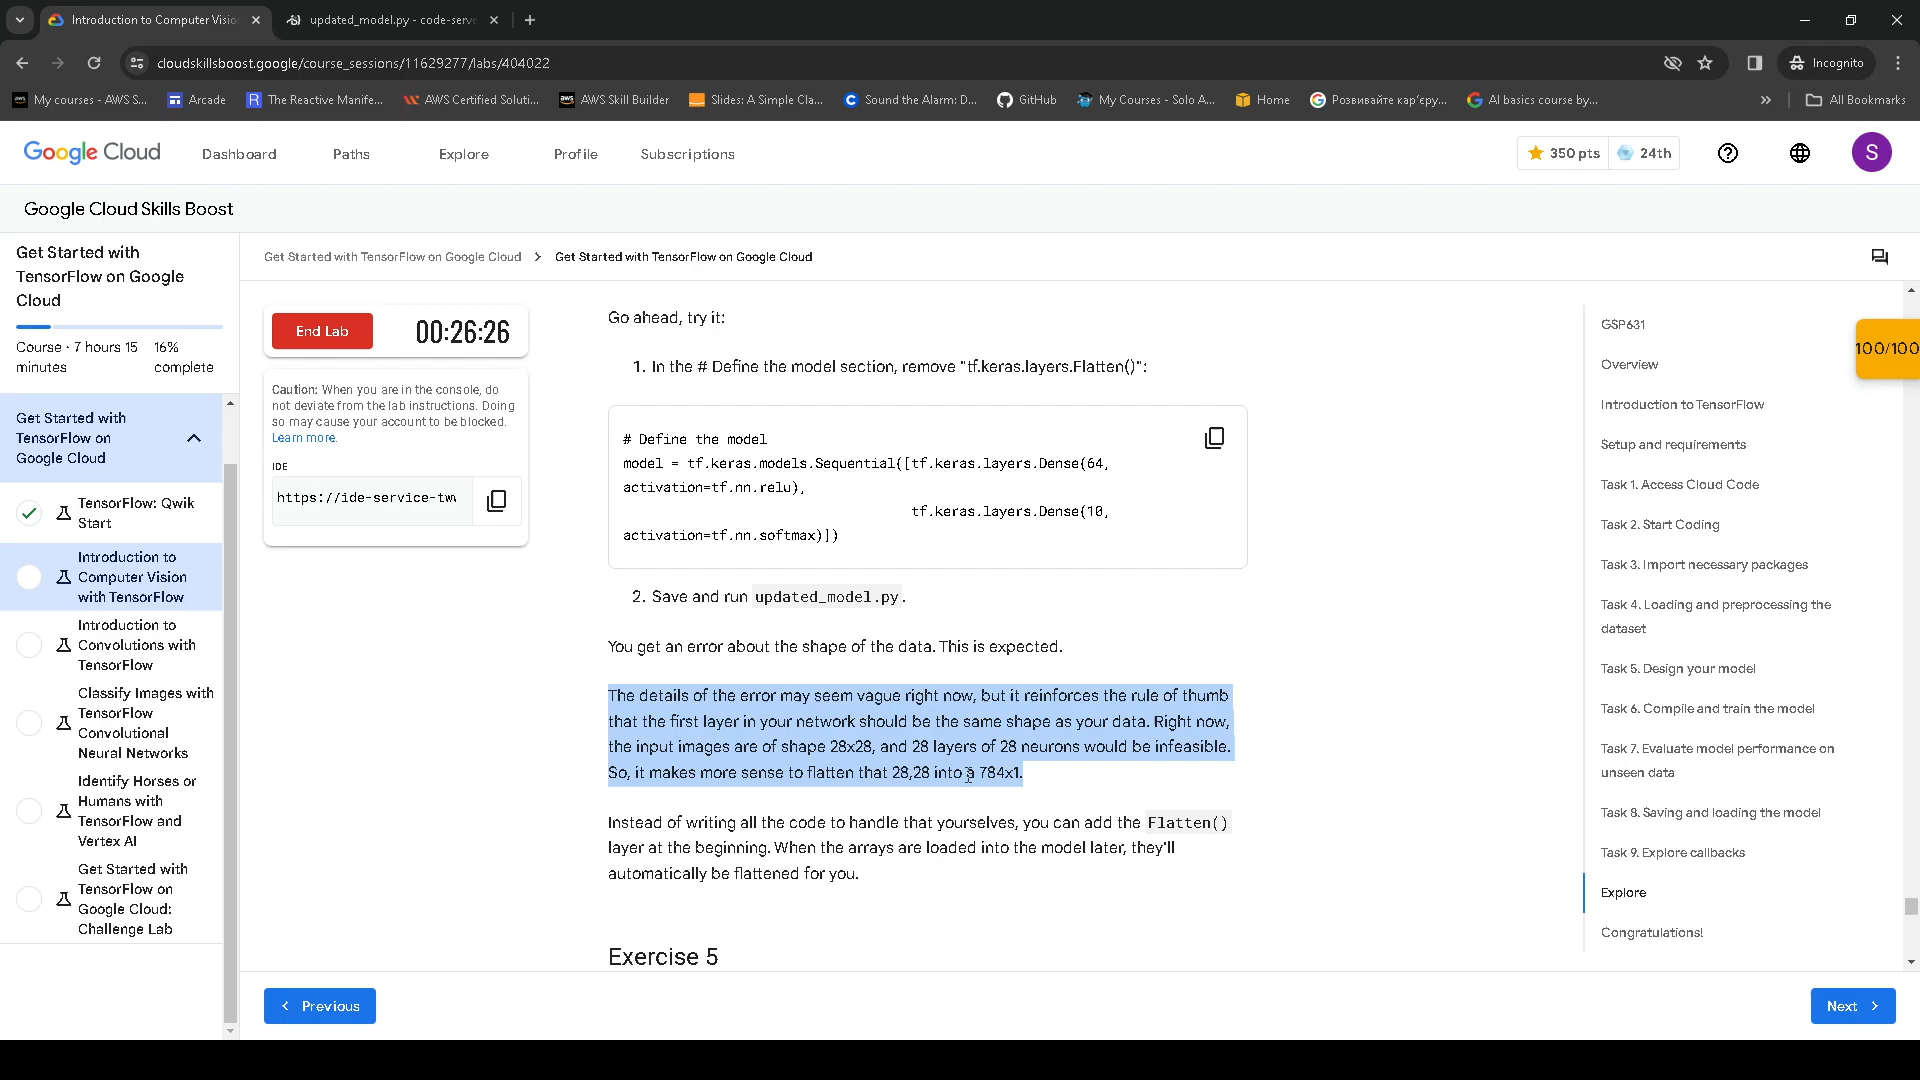 Introduction to Computer Visio
updated_model.py - code-serve
cloudskillsboost.google/course_sessions/11629277/labs/404022
Incognito
My courses - AWS S...
Arcade
The Reactive Manife...
AWS Certified Soluti...
AWS Skill Builder
Slides: A Simple Cla...
Sound the Alarm: D...
GitHub
My Courses - Solo A...
Home
Розвивайте кар'єру...
AI basics course by...
All Bookmarks
Google Cloud
Dashboard
Paths
Explore
Profile
Subscriptions
350 pts
24th
S
Google Cloud Skills Boost
Get Started with
TensorFlow on Google
Cloud
Course · 7 hours 15
minutes
16%
complete
Get Started with
TensorFlow on
Google Cloud
TensorFlow: Qwik
Start
Introduction to
Computer Vision
with TensorFlow
Introduction to
Convolutions with
TensorFlow
Classify Images with
TensorFlow
Convolutional
Neural Networks
Identify Horses or
Humans with
TensorFlow and
Vertex AI
Get Started with
TensorFlow on
Google Cloud:
Challenge Lab
Get Started with TensorFlow on Google Cloud
Get Started with TensorFlow on Google Cloud
End Lab
00:26:26
Caution: When you are in the console, do
not deviate from the lab instructions. Doing
so may cause your account to be blocked.
Learn more.
IDE
https://ide-service-tw
Go ahead, try it:
1. In the # Define the model section, remove "tf.keras.layers.Flatten()":
# Define the model
model = tf.keras.models.Sequential([tf.keras.layers.Dense(64,
activation=tf.nn.relu),
tf.keras.layers.Dense(10,
activation=tf.nn.softmax)])
2. Save and run updated_model.py.
You get an error about the shape of the data. This is expected.
The details of the error may seem vague right now, but it reinforces the rule of thumb
that the first layer in your network should be the same shape as your data. Right now,
the input images are of shape 28x28, and 28 layers of 28 neurons would be infeasible.
So, it makes more sense to flatten that 28,28 into a 784x1.
Instead of writing all the code to handle that yourselves, you can add the Flatten()
layer at the beginning. When the arrays are loaded into the model later, they'll
automatically be flattened for you.
Exercise 5
GSP631
Overview
Introduction to TensorFlow
Setup and requirements
Task 1. Access Cloud Code
Task 2. Start Coding
Task 3. Import necessary packages
Task 4. Loading and preprocessing the
dataset
Task 5. Design your model
Task 6. Compile and train the model
Task 7. Evaluate model performance on
unseen data
Task 8. Saving and loading the model
Task 9. Explore callbacks
Explore
Congratulations!
100/100
Previous
Next